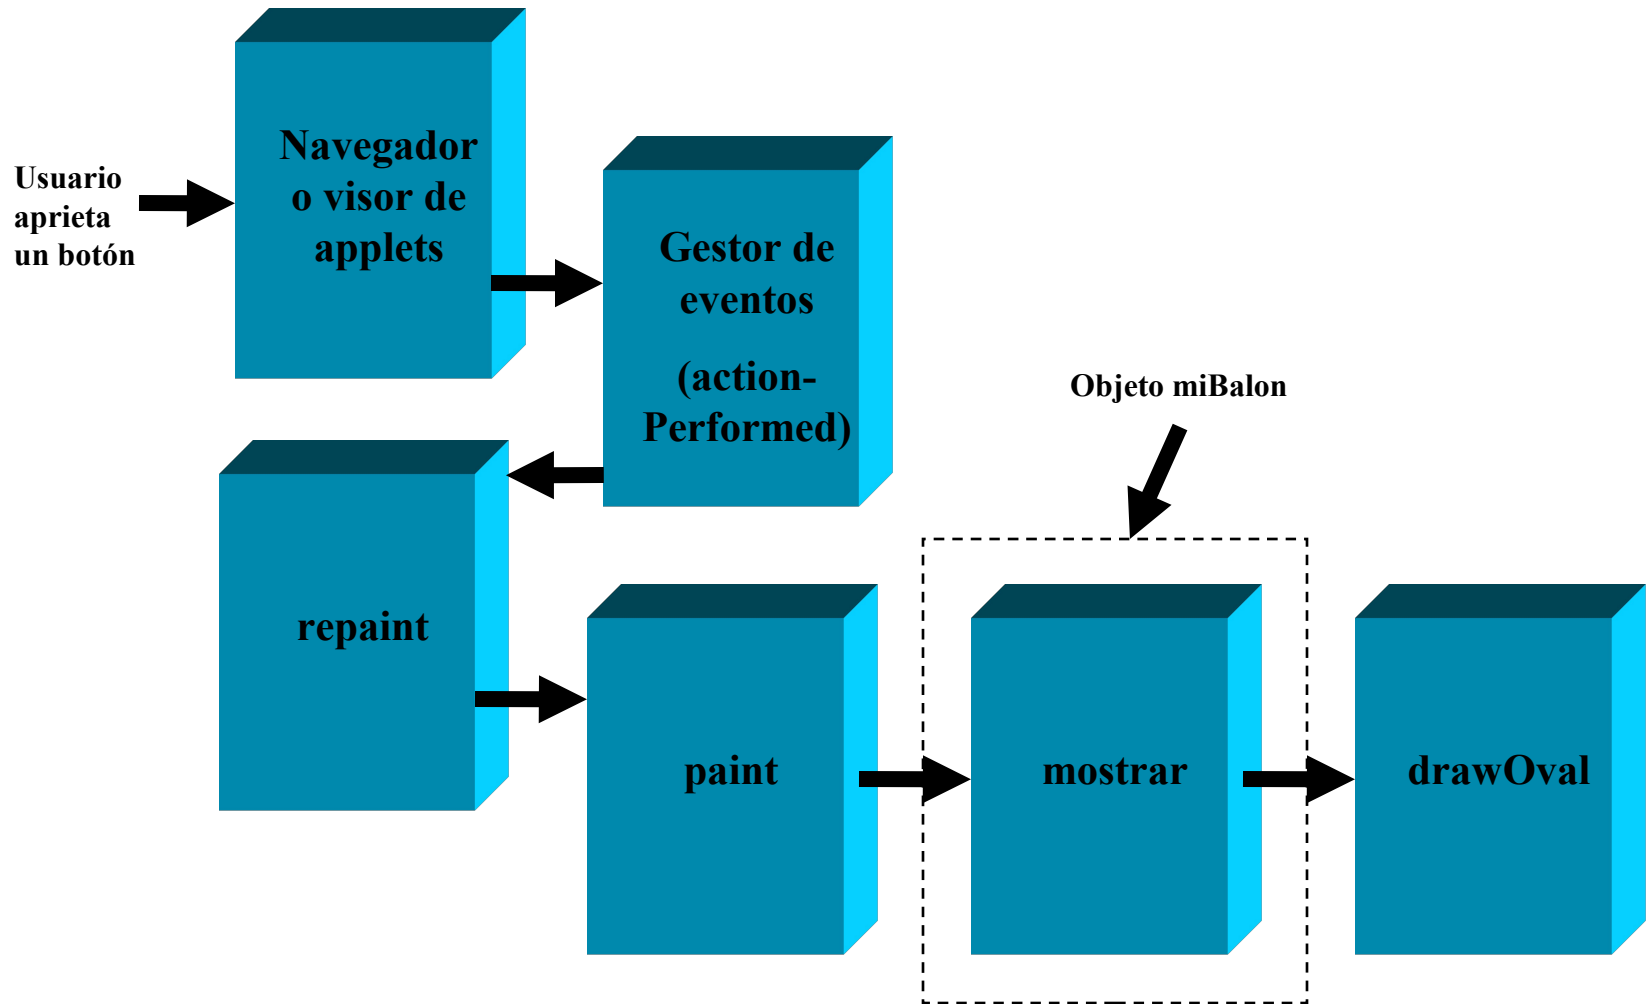 Usuario
aprieta
un botón
Navegador
o visor de
applets
Gestor de
eventos
(action-
Performed)
Objeto miBalon
repaint
paint
mostrar
drawOval